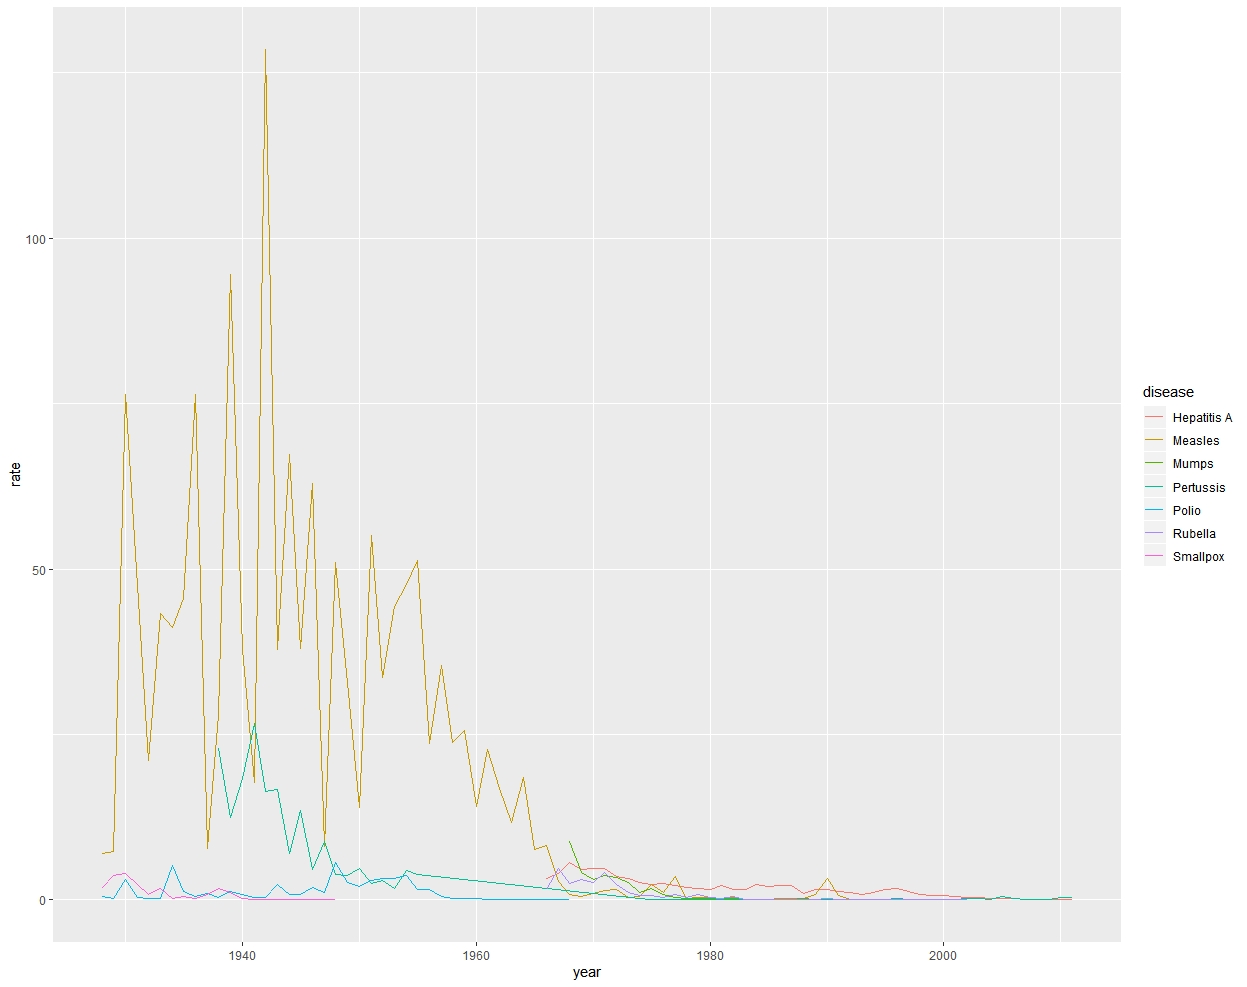 100
50
0
rate
1940
1960
1980
2000
year
disease
Hepatitis A
Measles
Mumps
Pertussis
Polio
Rubella
Smallpox